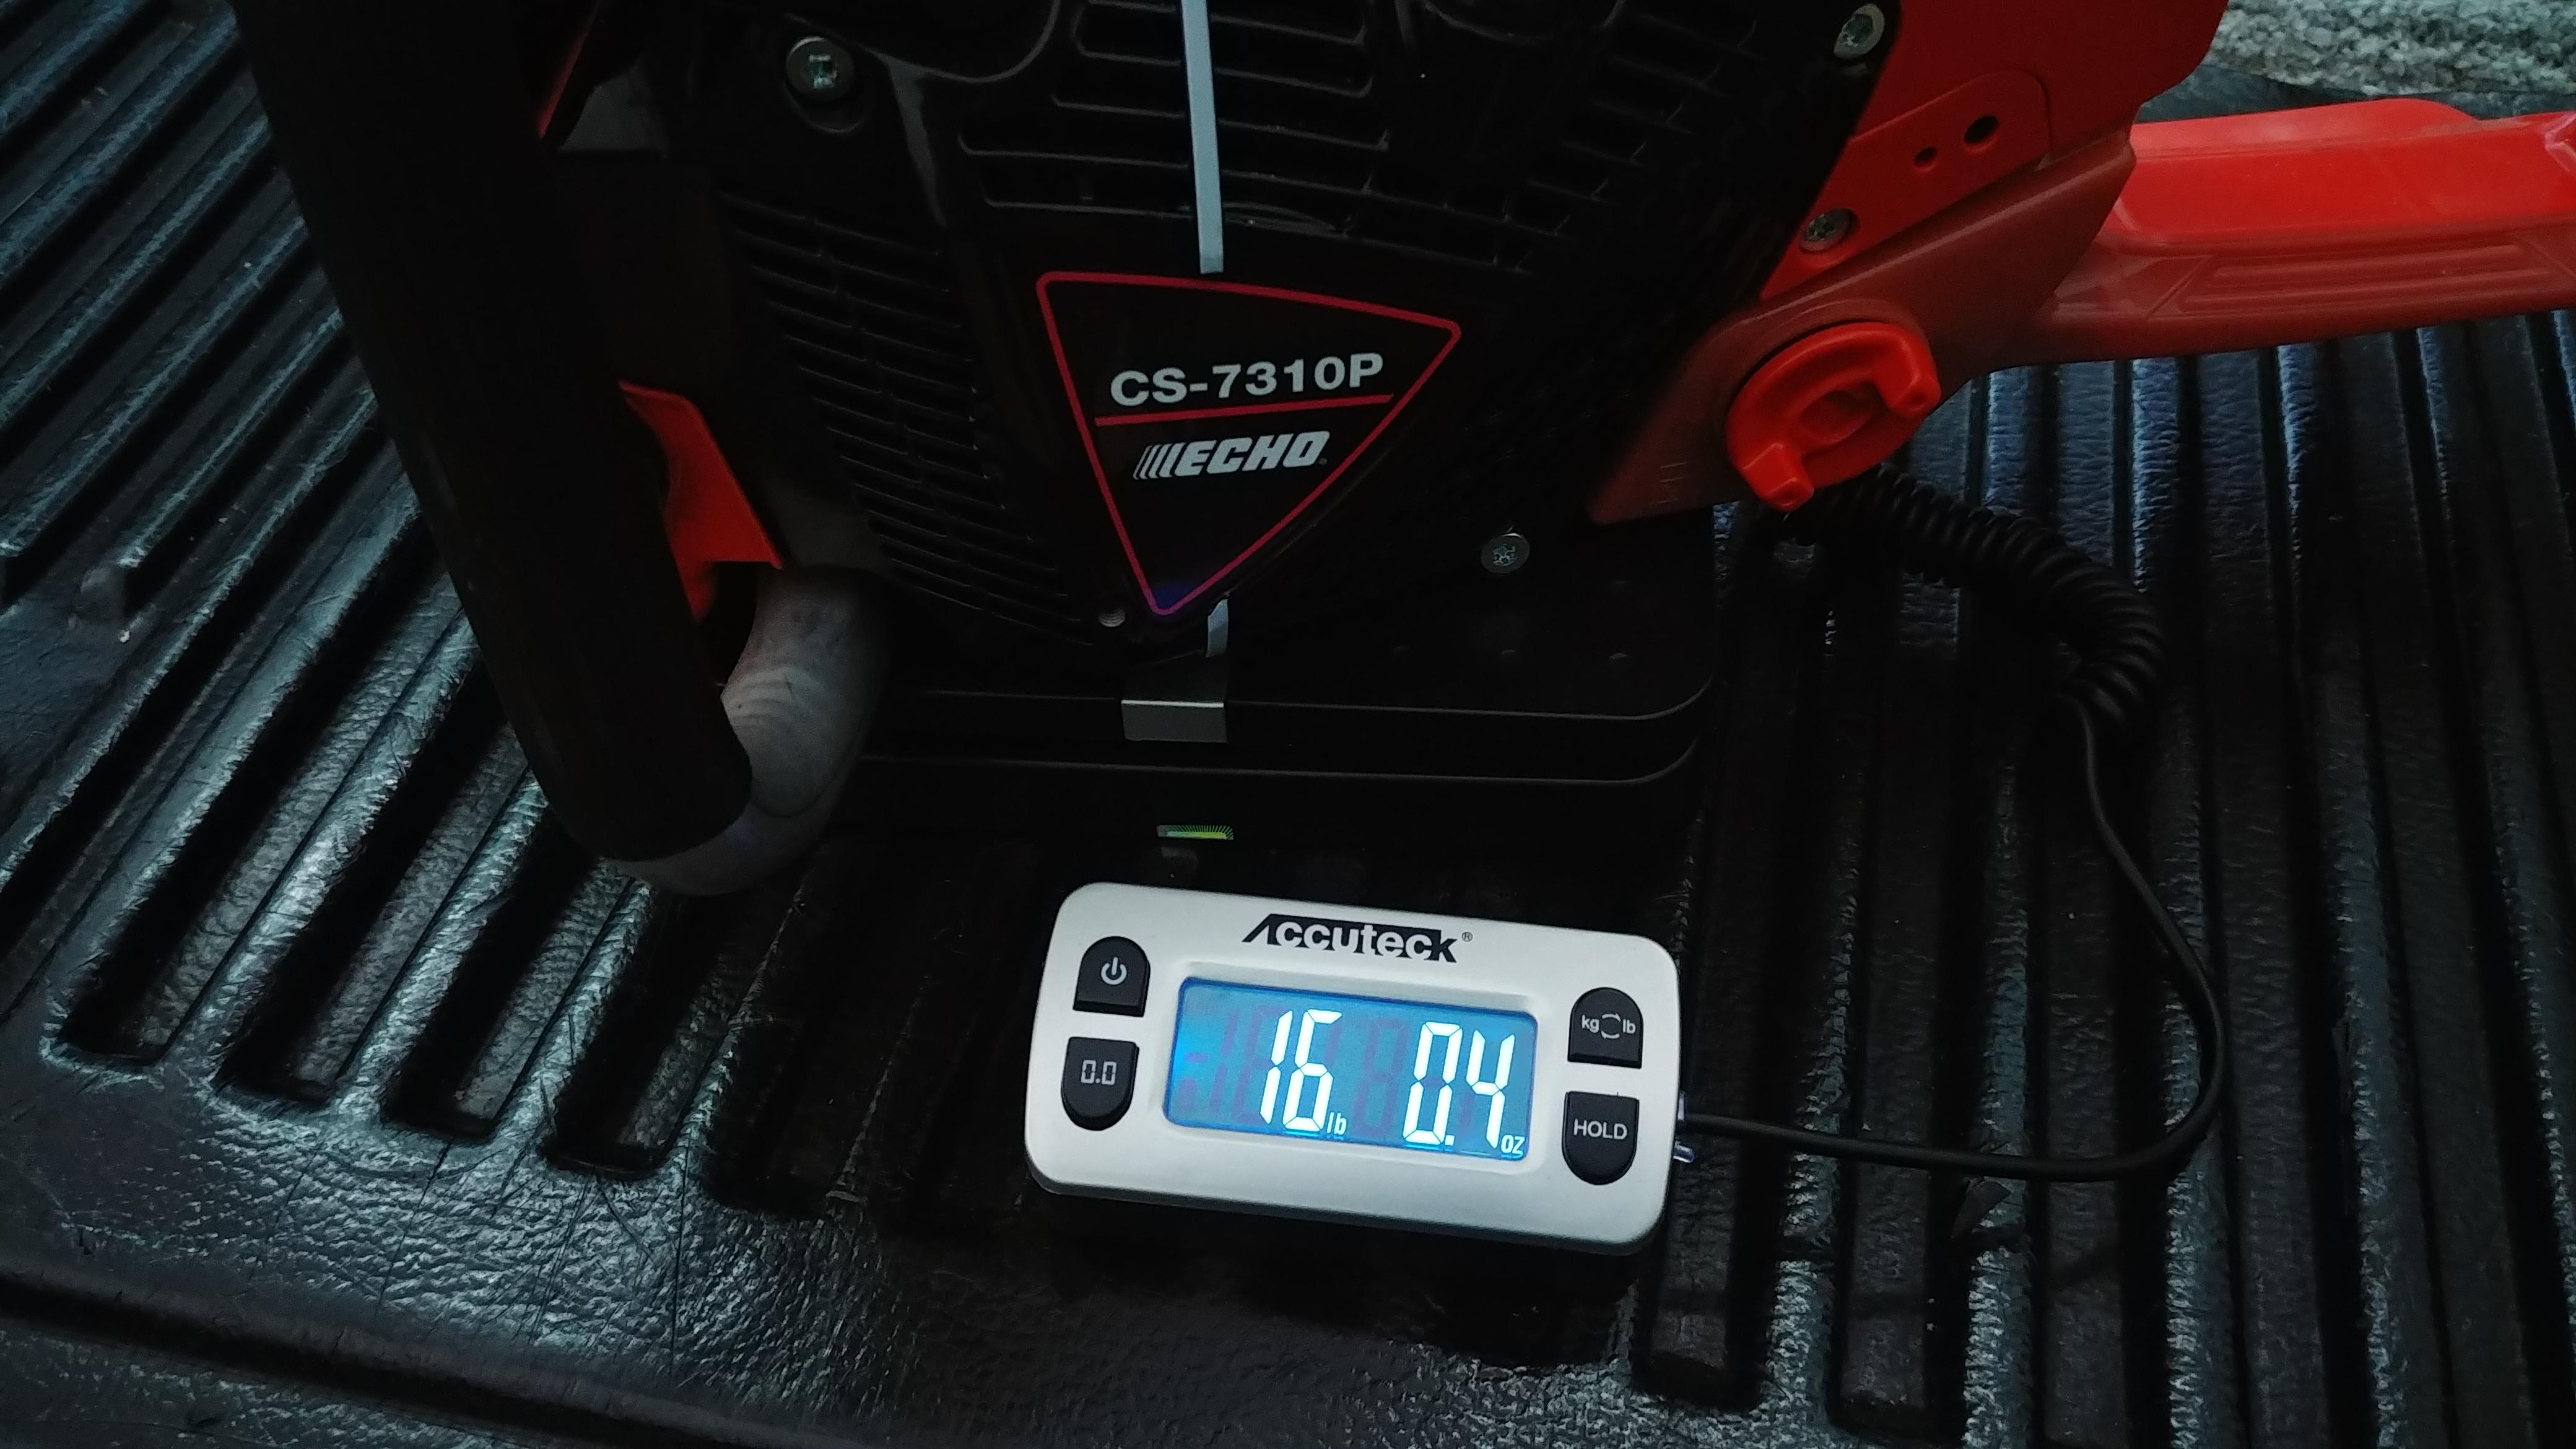 CS-7310P
ECHO
Accuteck®
kg lb
16 lb 0.4 oz
0.0
HOLD